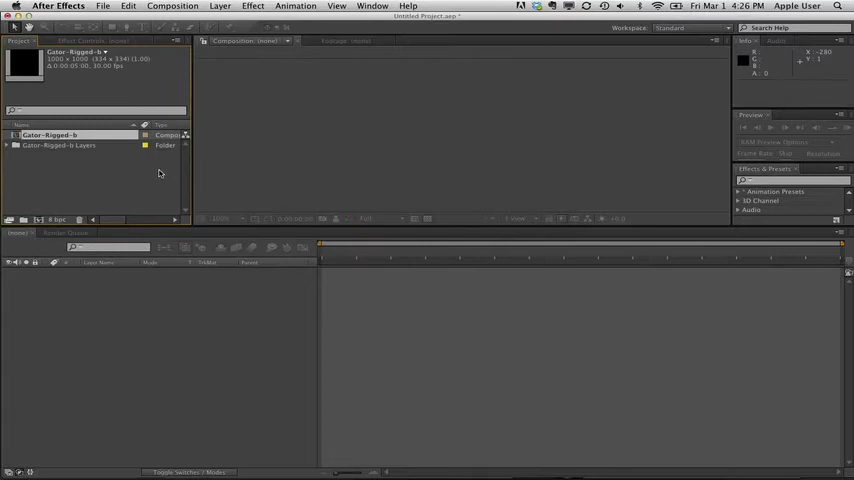 After Effects File Edit Composition Layer Effect Animation View Window Help Fri Mar 1 4:26 PM Apple User
Untitled Project.aep *
Workspace: Standard Search Help
Project Effect Controls: (none) Composition: (none) Footage: (none) Info Audio
Gator-Rigged-b
1000 x 1000 (334 x 334) (1.00)
Δ 0:00:05:00, 30.00 fps
R :
G :
B :
A : 0
X : -280
Y : 1
Preview
RAM Preview Options
Frame Rate Skip Resolution
Name Type
Gator-Rigged-b Compos
Gator-Rigged-b Layers Folder
Effects & Presets
* Animation Presets
3D Channel
Audio
8 bpc
100% 0:00:00:00 Full 1 View +0.0
(none) Render Queue
# Layer Name Mode T TrkMat Parent
Toggle Switches / Modes